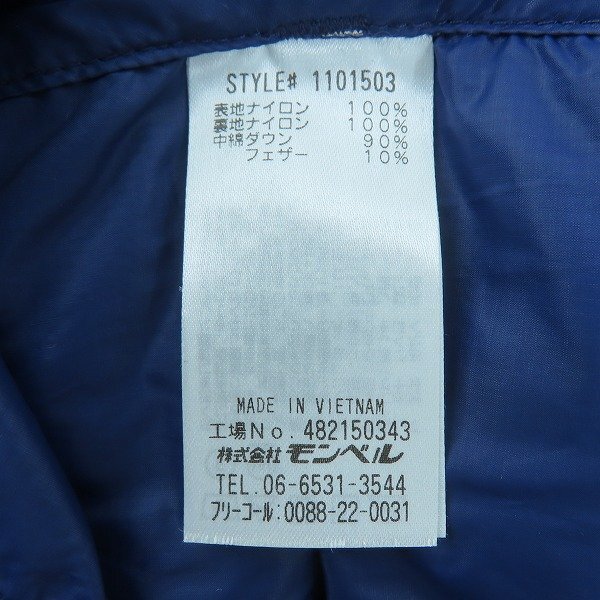 STYLE# 1101503
表地ナイロン 100%
裏地ナイロン 100%
中綿ダウン 90%
フェザー 10%
MADE IN VIETNAM
工場No. 482150343
株式会社 モンベル
TEL. 06-6531-3544
フリーコール: 0088-22-0031